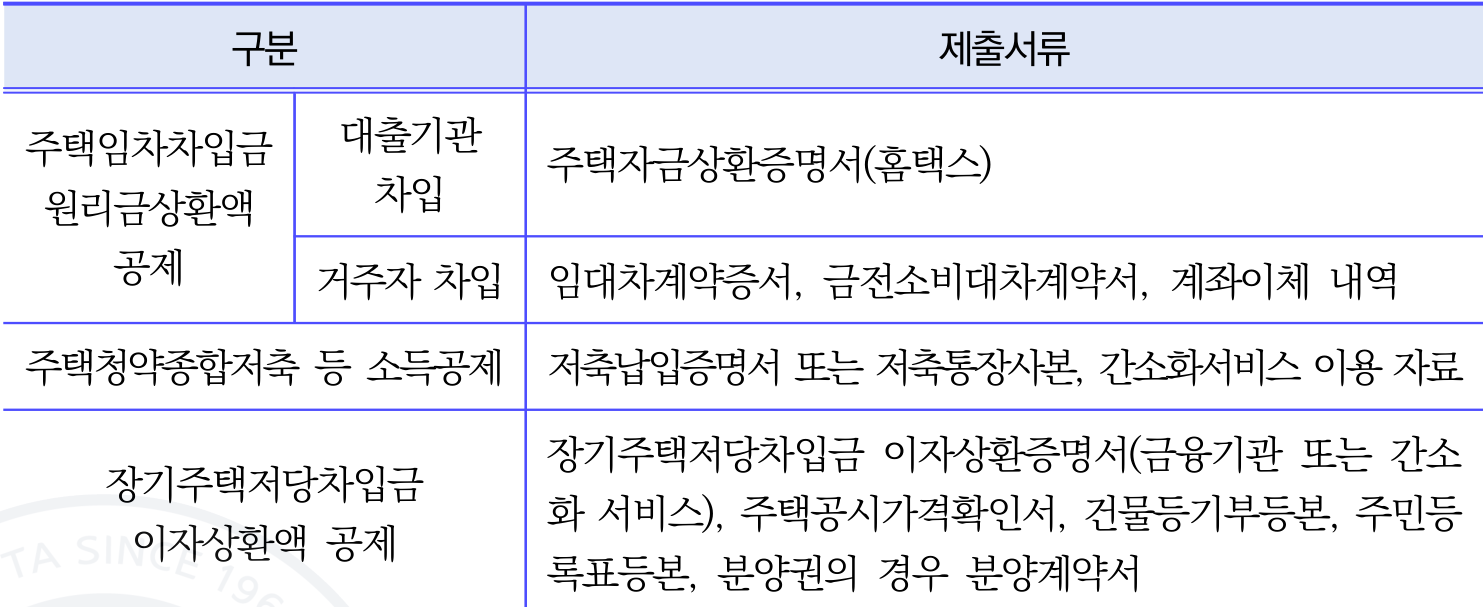 구분
제출서류
주택임차차입금
원리금상환액
공제
대출기관
차입
주택자금상환증명서(홈택스)
거주자 차입
임대차계약증서, 금전소비대차계약서, 계좌이체 내역
주택청약종합저축 등 소득공제
저축납입증명서 또는 저축통장사본, 간소화서비스 이용 자료
장기주택저당차입금
이자상환액 공제
장기주택저당차입금 이자상환증명서(금융기관 또는 간소
화 서비스), 주택공시가격확인서, 건물등기부등본, 주민등
록표등본, 분양권의 경우 분양계약서
TA SINCE 196